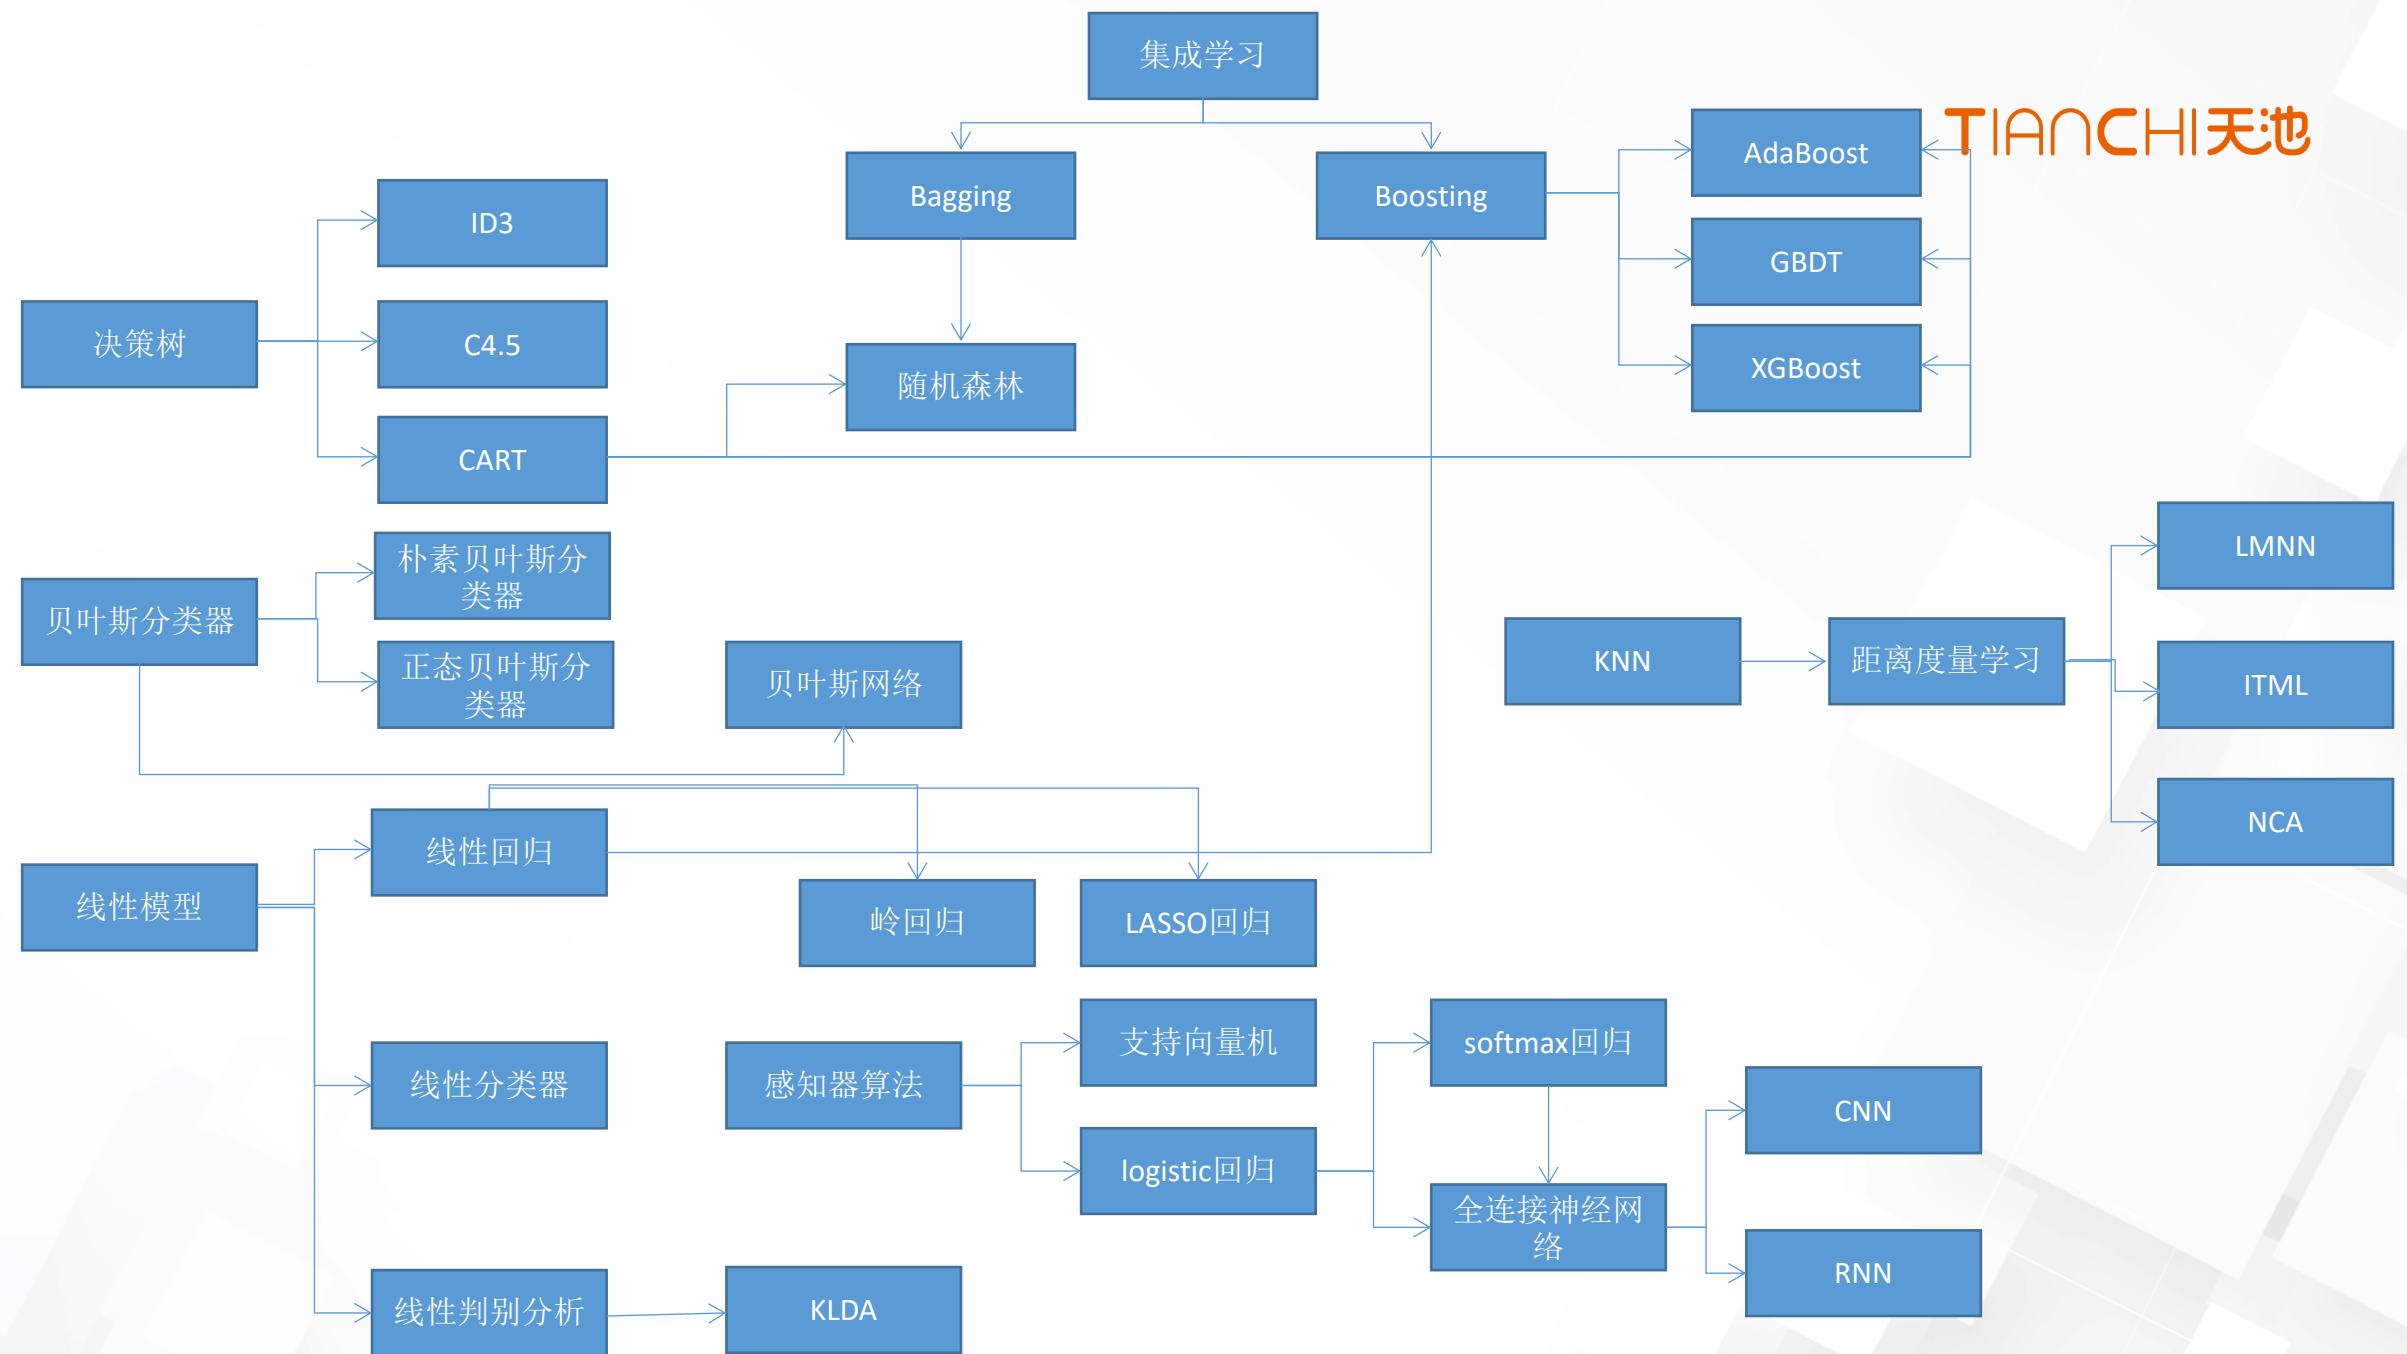 集成学习
TIANCHI天池
AdaBoost
Bagging
Boosting
ID3
GBDT
决策树
C4.5
XGBoost
随机森林
CART
LMNN
朴素贝叶斯分
类器
贝叶斯分类器
KNN
距离度量学习
正态贝叶斯分
类器
贝叶斯网络
ITML
NCA
线性回归
线性模型
岭回归
LASSO回归
支持向量机
softmax回归
线性分类器
感知器算法
CNN
logistic回归
全连接神经网
络
RNN
线性判别分析
KLDA